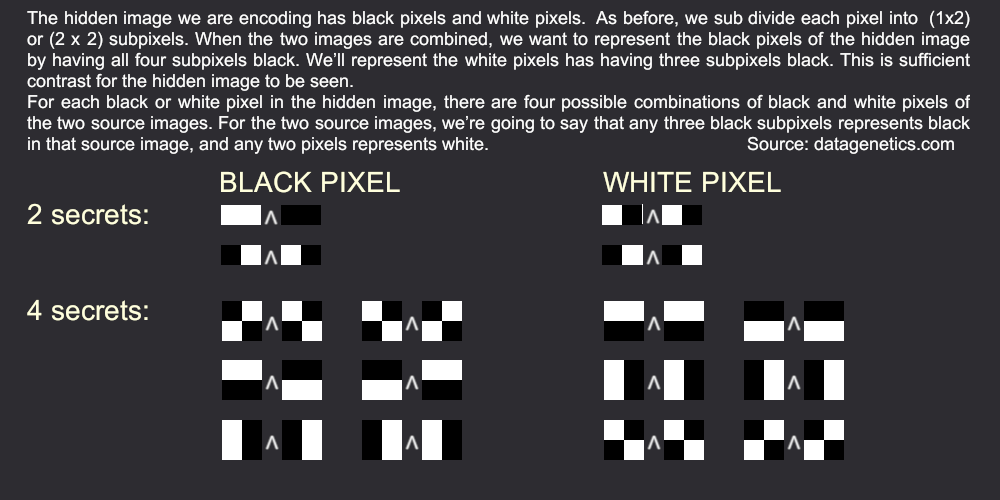 The hidden image we are encoding has black pixels and white pixels. As before, we sub divide each pixel into (1x2)
or (2 x 2) subpixels. When the two images are combined, we want to represent the black pixels of the hidden image
by having all four subpixels black. We'll represent the white pixels has having three subpixels black. This is sufficient
contrast for the hidden image to be seen.
For each black or white pixel in the hidden image, there are four possible combinations of black and white pixels of
the two source images. For the two source images, we're going to say that any three black subpixels represents black
in that source image, and any two pixels represents white. Source: datagenetics.com
BLACK PIXEL WHITE PIXEL
2 secrets: ∧ ∧
∧ ∧
4 secrets: ∧ ∧ ∧ ∧
∧ ∧ ∧ ∧
∧ ∧ ∧ ∧